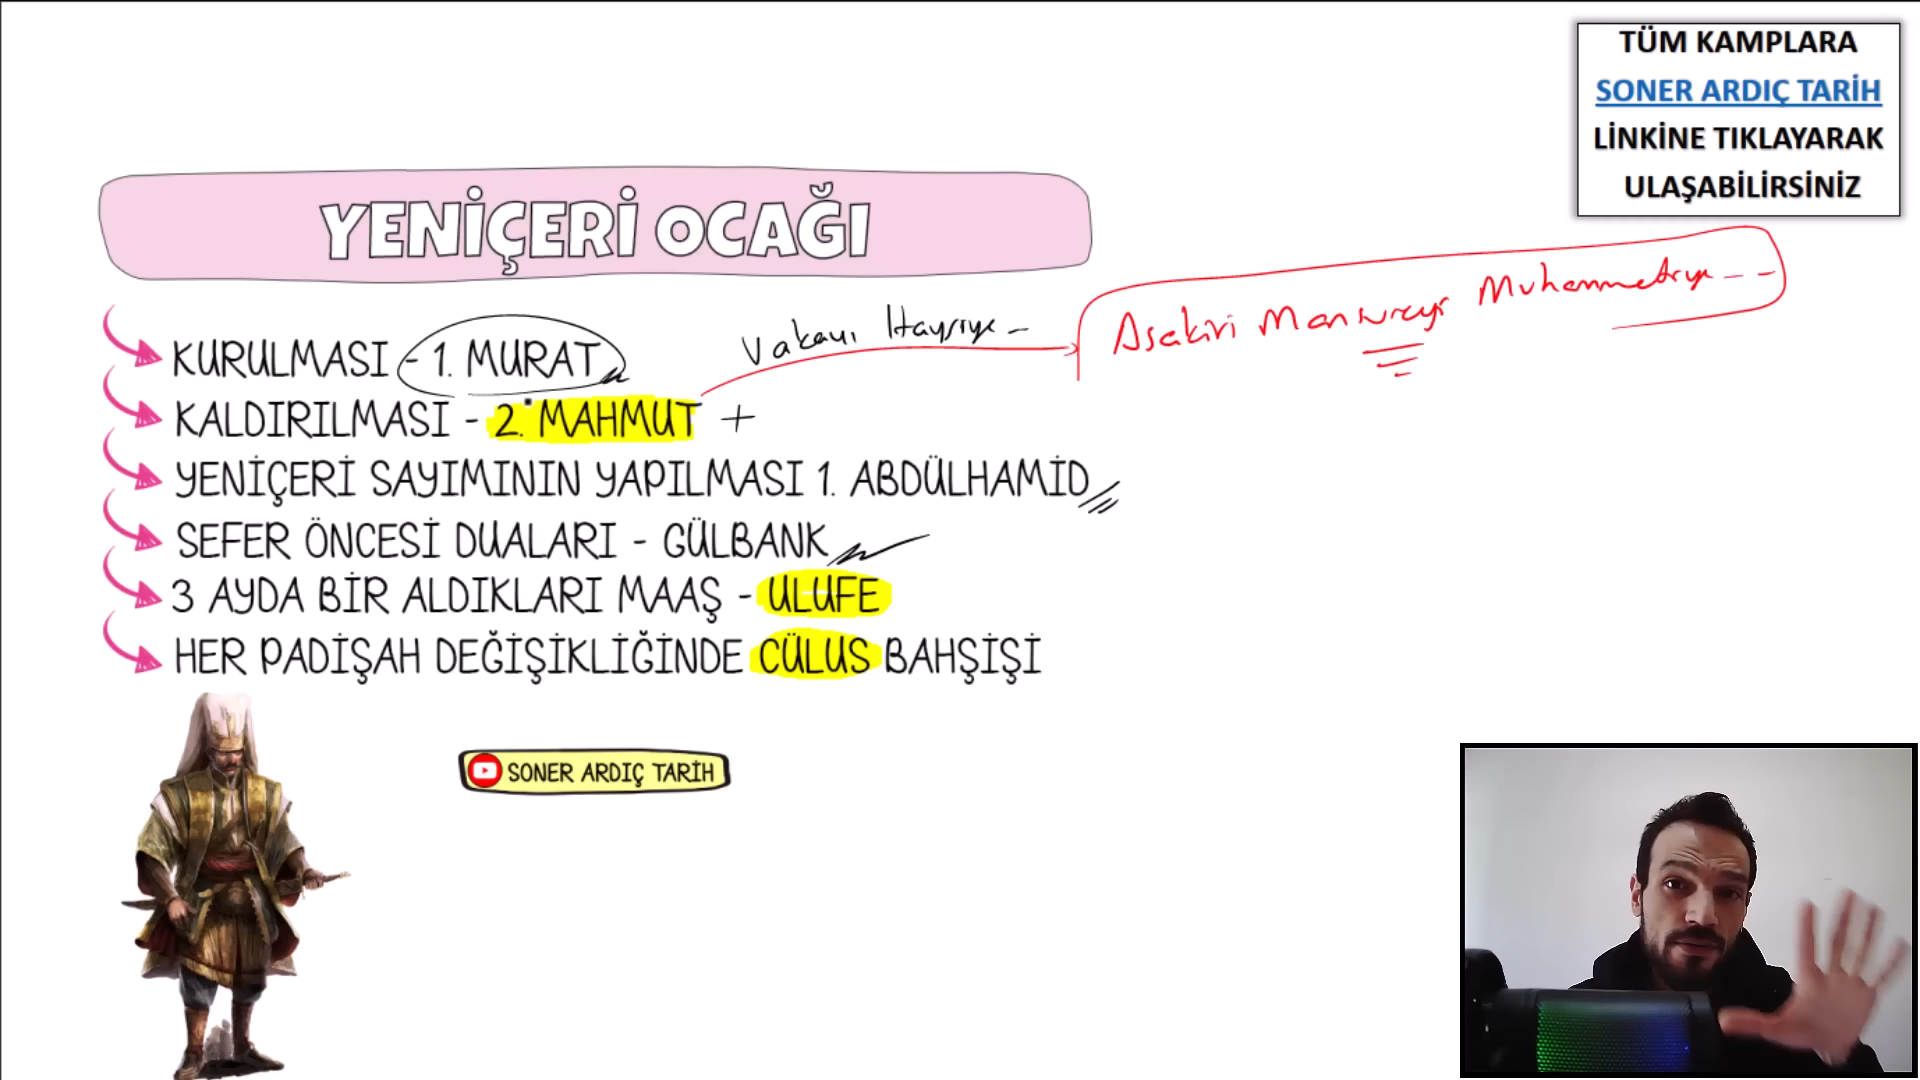 TÜM KAMPLARA
SONER ARDIÇ TARİH
LİNKİNE TIKLAYARAK
ULAŞABİLİRSİNİZ
YENİÇERİ OCAĞI
Vakayı Hayriye
Asakiri Mansureyi Muhammediye
KURULMASI - 1. MURAT
KALDIRILMASI - 2. MAHMUT +
YENİÇERİ SAYIMININ YAPILMASI 1. ABDÜLHAMİD
SEFER ÖNCESİ DUALARI - GÜLBANK
3 AYDA BİR ALDIKLARI MAAŞ - ULUFE
HER PADİŞAH DEĞİŞİKLİĞİNDE CÜLUS BAHŞİŞİ
SONER ARDIÇ TARİH